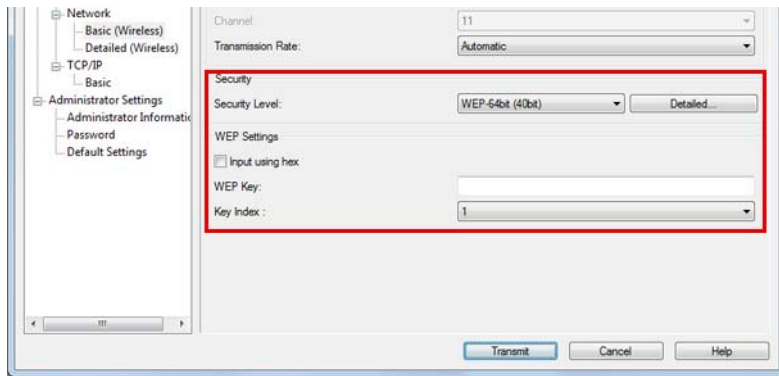 Network
Basic (Wireless)
Detailed (Wireless)
TCP/IP
Basic
Administrator Settings
Administrator Informatic
Password
Default Settings
Channel 11
Transmission Rate: Automatic
Security
Security Level: WEP-64bit (40bit) Detailed...
WEP Settings
Input using hex
WEP Key:
Key Index : 1
Transmit Cancel Help